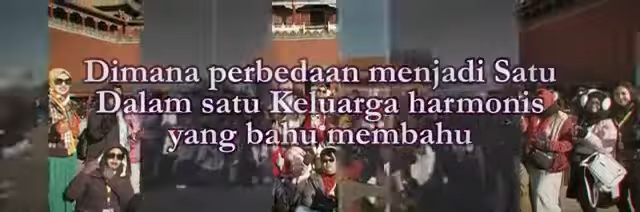 Dimana perbedaan menjadi Satu
Dalam satu Keluarga harmonis
yang bahu membahu